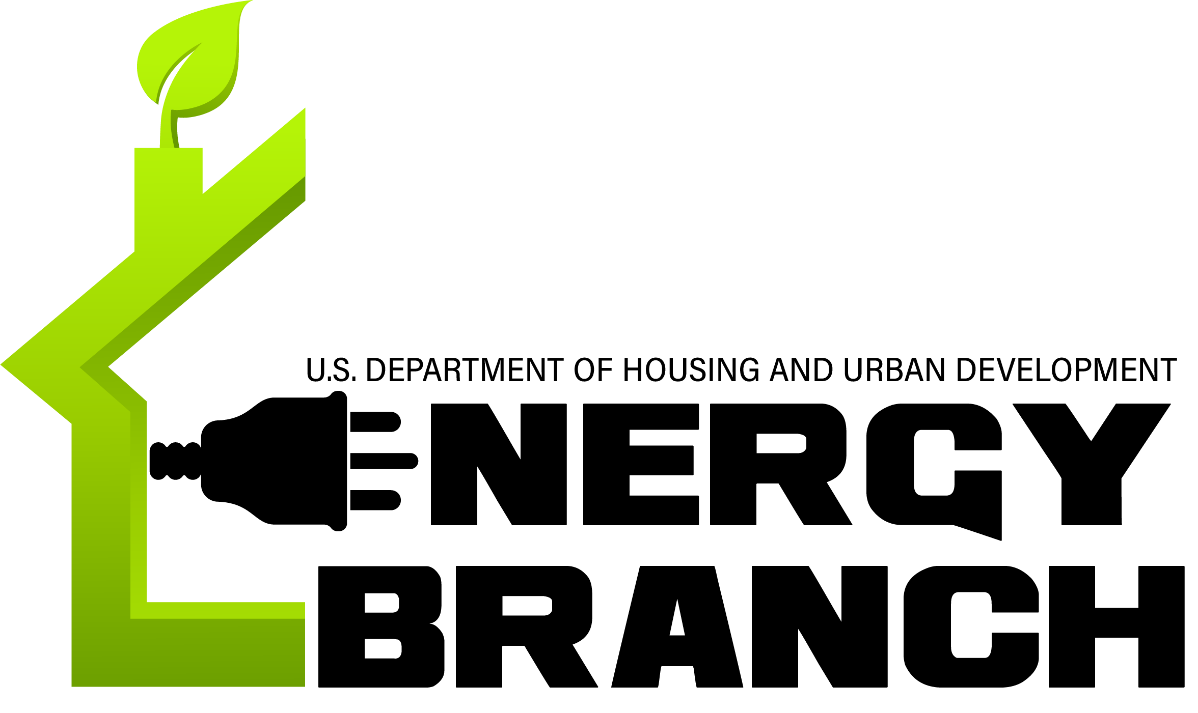 U.S. DEPARTMENT OF HOUSING AND URBAN DEVELOPMENT
ENERGY
BRANCH